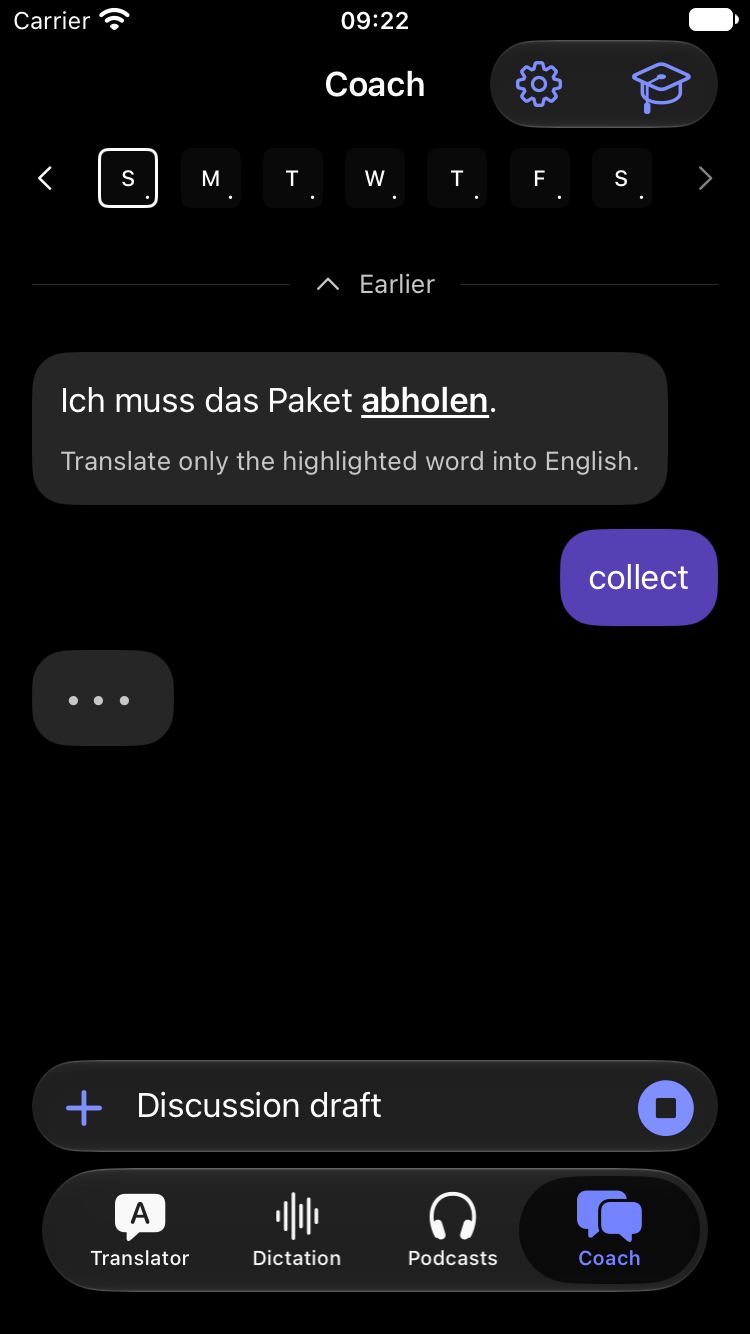 Carrier 09:22
Coach
S. M. T. W. T. F. S.
Earlier
Ich muss das Paket abholen.
Translate only the highlighted word into English.
collect
• • •
Discussion draft
A
Translator Dictation Podcasts Coach